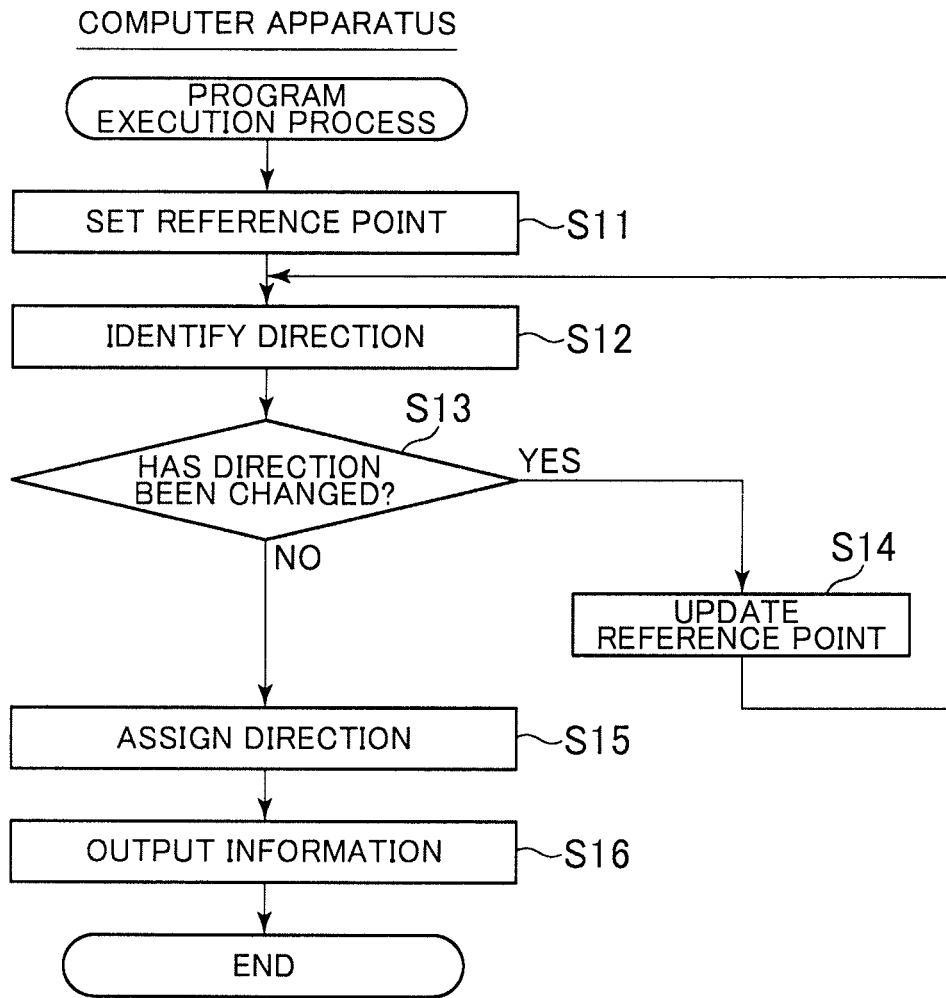 COMPUTER APPARATUS
PROGRAM
EXECUTION PROCESS
SET REFERENCE POINT
S11
IDENTIFY DIRECTION
S12
S13
HAS DIRECTION
BEEN CHANGED?
YES
NO
S14
UPDATE
REFERENCE POINT
ASSIGN DIRECTION
S15
OUTPUT INFORMATION
S16
END